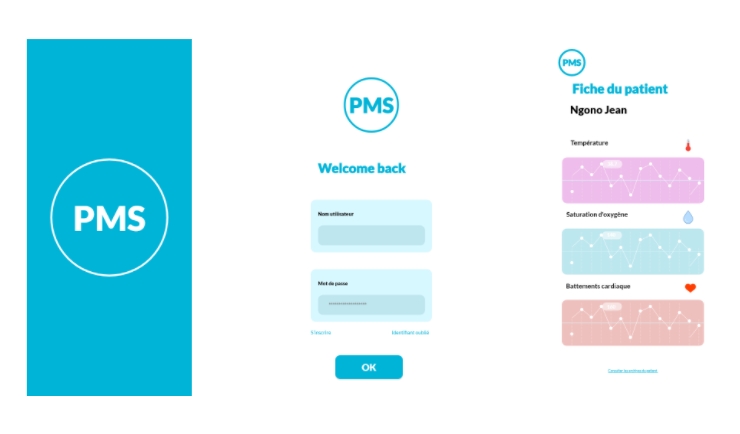 PMS
PMS
Welcome back
Nom utilisateur
Mot de passe
S'inscrire
Identifiant oublié
OK
PMS
Fiche du patient
Ngono Jean
Température
Saturation d'oxygène
Battements cardiaque